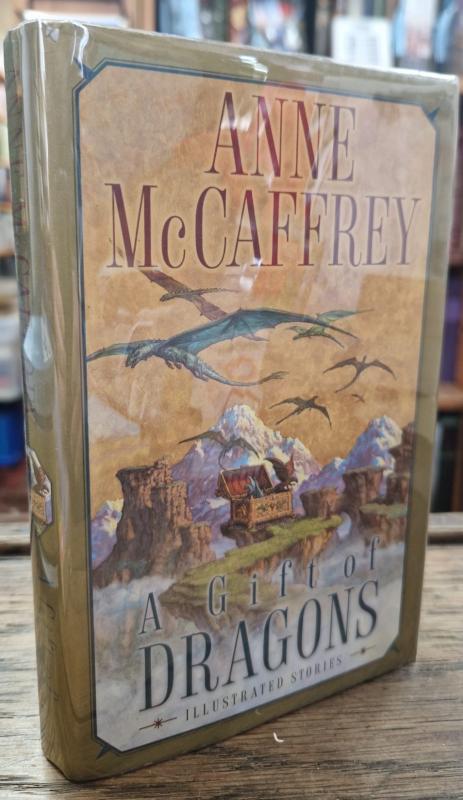 ANNE
McCAFFREY
A Gift of
DRAGONS
ILLUSTRATED STORIES